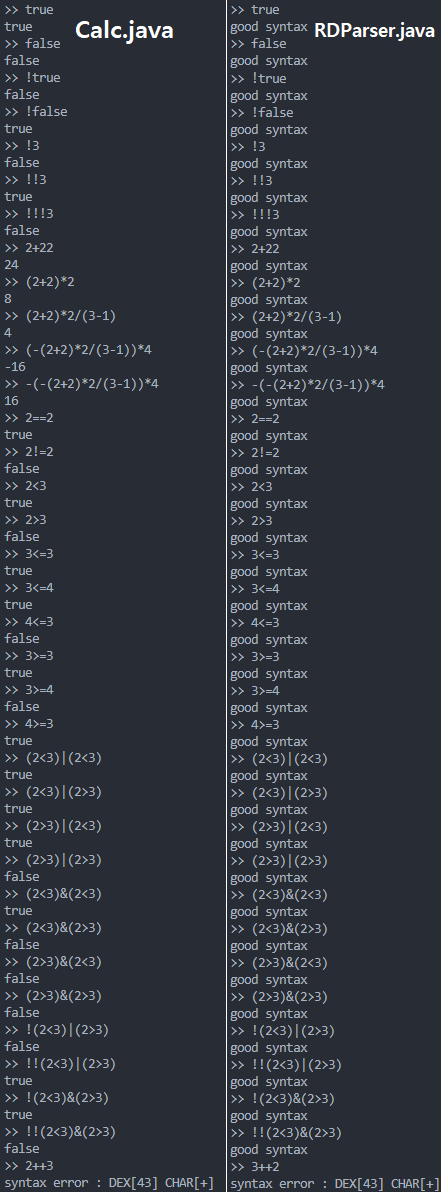 Calc.java
>> true
true
>> false
false
>> !true
false
>> !false
true
>> !3
false
>> !!3
true
>> !!!3
false
>> 2+22
24
>> (2+2)*2
8
>> (2+2)*2/(3-1)
4
>> (-(2+2)*2/(3-1))*4
-16
>> -(-(2+2)*2/(3-1))*4
16
>> 2==2
true
>> 2!=2
false
>> 2<3
true
>> 2>3
false
>> 3<=3
true
>> 3<=4
true
>> 4<=3
false
>> 3>=3
true
>> 3>=4
false
>> 4>=3
true
>> (2<3)|(2<3)
true
>> (2<3)|(2>3)
true
>> (2>3)|(2<3)
true
>> (2>3)|(2>3)
false
>> (2<3)&(2<3)
true
>> (2<3)&(2>3)
false
>> (2>3)&(2<3)
false
>> (2>3)&(2>3)
false
>> !(2<3)|(2>3)
false
>> !!(2<3)|(2>3)
true
>> !(2<3)&(2>3)
true
>> !!(2<3)&(2>3)
false
>> 2++3
syntax error : DEX[43] CHAR[+]
RDParser.java
>> true
good syntax
>> false
good syntax
>> !true
good syntax
>> !false
good syntax
>> !3
good syntax
>> !!3
good syntax
>> !!!3
good syntax
>> 2+22
good syntax
>> (2+2)*2
good syntax
>> (2+2)*2/(3-1)
good syntax
>> (-(2+2)*2/(3-1))*4
good syntax
>> -(-(2+2)*2/(3-1))*4
good syntax
>> 2==2
good syntax
>> 2!=2
good syntax
>> 2<3
good syntax
>> 2>3
good syntax
>> 3<=3
good syntax
>> 3<=4
good syntax
>> 4<=3
good syntax
>> 3>=3
good syntax
>> 3>=4
good syntax
>> 4>=3
good syntax
>> (2<3)|(2<3)
good syntax
>> (2<3)|(2>3)
good syntax
>> (2>3)|(2<3)
good syntax
>> (2>3)|(2>3)
good syntax
>> (2<3)&(2<3)
good syntax
>> (2<3)&(2>3)
good syntax
>> (2>3)&(2<3)
good syntax
>> (2>3)&(2>3)
good syntax
>> !(2<3)|(2>3)
good syntax
>> !!(2<3)|(2>3)
good syntax
>> !(2<3)&(2>3)
good syntax
>> !!(2<3)&(2>3)
good syntax
>> 3++2
syntax error : DEX[43] CHAR[+]